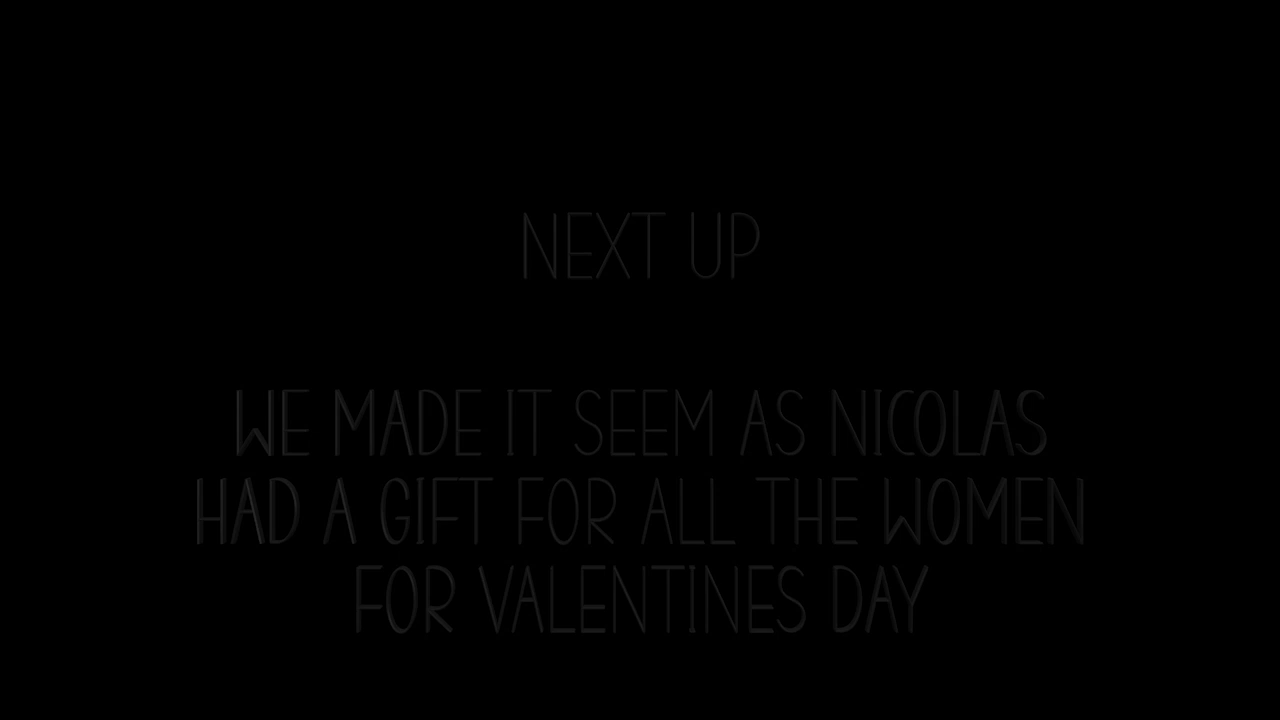 NEXT UP
WE MADE IT SEEM AS NICOLAS
HAD A GIFT FOR ALL THE WOMEN
FOR VALENTINES DAY